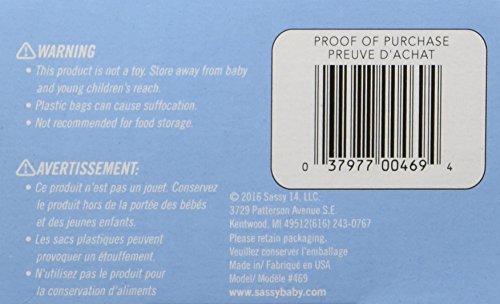 ⚠WARNING
• This product is not a toy. Store away from baby
and young children's reach.
• Plastic bags can cause suffocation.
• Not recommended for food storage.
⚠AVERTISSEMENT:
• Ce produit n'est pas un jouet. Conservez
le produit hors de la portée des bébés
et des jeunes enfants.
• Les sacs plastiques peuvent
provoquer un étouffement.
• N'utilisez pas le produit pour
la conservation d'aliments
PROOF OF PURCHASE
PREUVE D'ACHAT
0 37977 00469 4
© 2016 Sassy 14, LLC.
3729 Patterson Avenue S.E.
Kentwood, MI 49512(616) 243-0767
Please retain packaging.
Veuillez conserver l'emballage
Made in/ Fabriqué en USA
Model/ Modèle #469
www.sassybaby.com